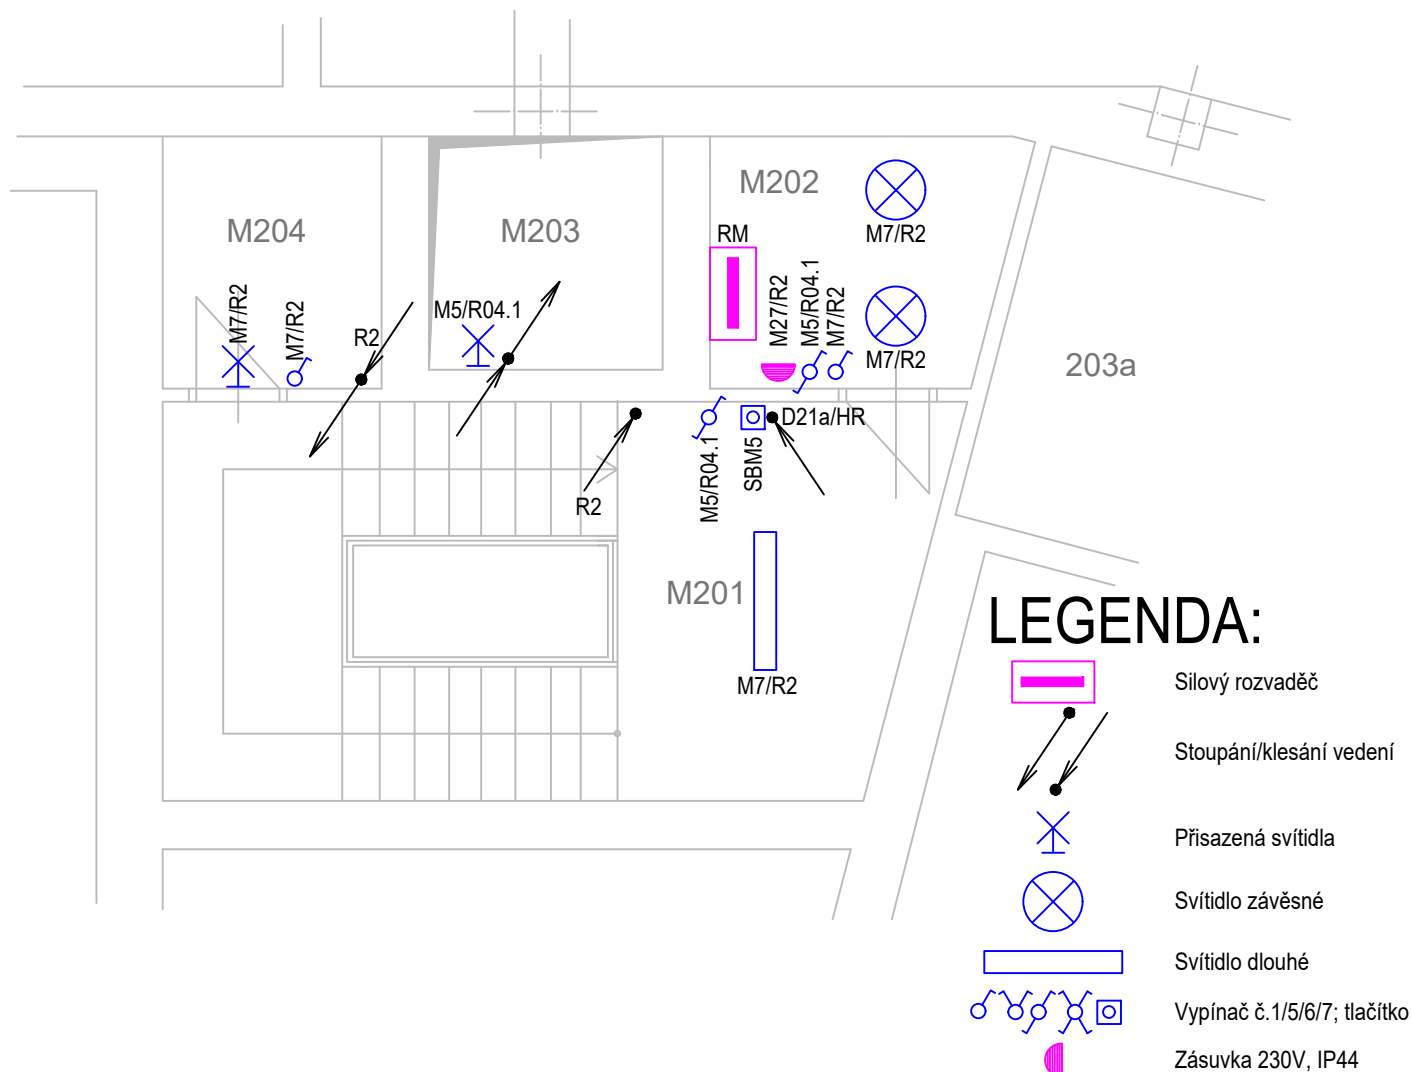 M204
M203
M202
M7/R2
RM
M7/R2
M7/R2
R2
M5/R04.1
M27/R2
M5/R04.1
M7/R2
M7/R2
203a
D21a/HR
M5/R04.1
SBM5
R2
M201
M7/R2
LEGENDA:
Silový rozvaděč
Stoupání/klesání vedení
Přisazená svítidla
Svítidlo závěsné
Svítidlo dlouhé
Vypínač č.1/5/6/7; tlačítko
Zásuvka 230V, IP44